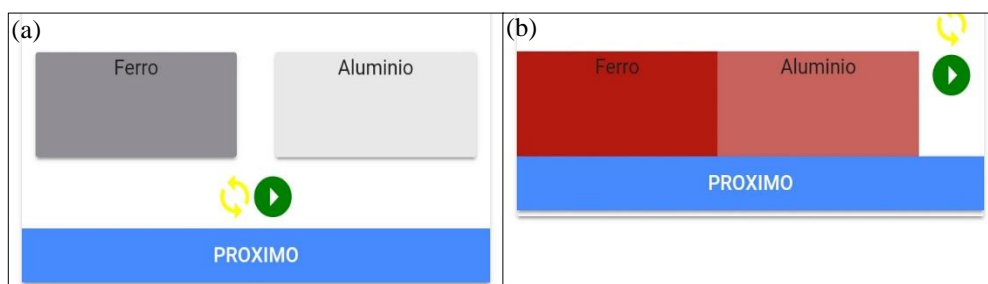 (a)
Ferro Aluminio
PROXIMO
(b)
Ferro Aluminio
PROXIMO